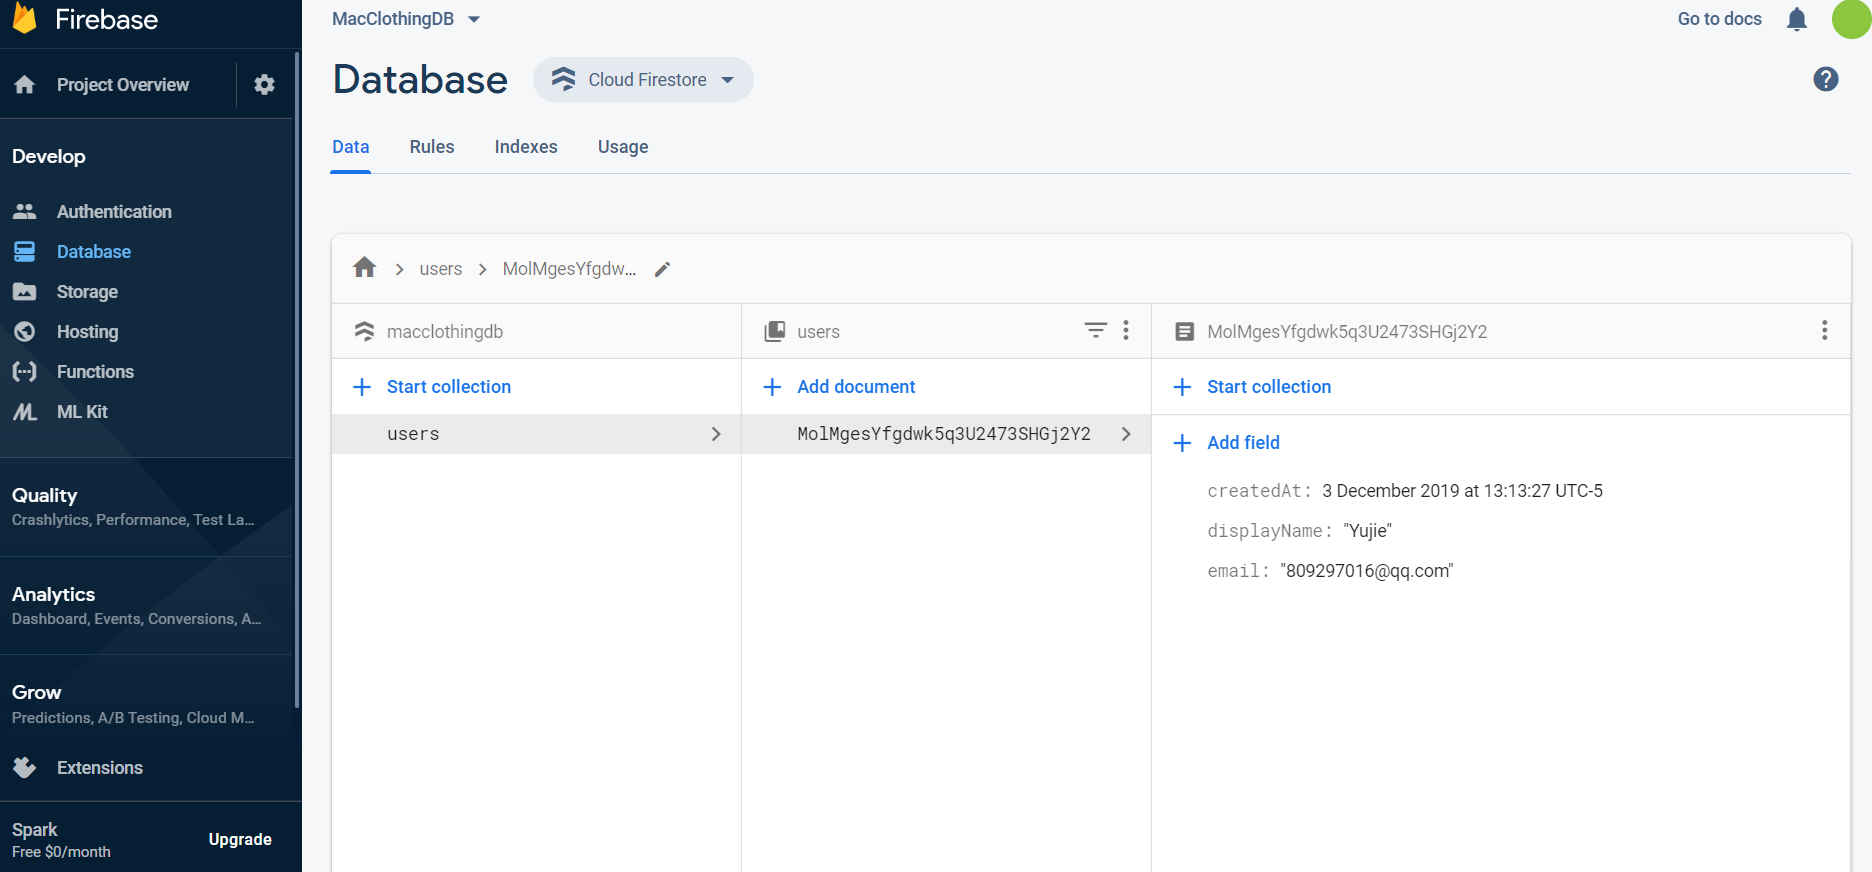 Firebase
Project Overview
Develop
Authentication
Database
Storage
Hosting
Functions
ML Kit
Quality
Crashlytics, Performance, Test La...
Analytics
Dashboard, Events, Conversions, A...
Grow
Predictions, A/B Testing, Cloud M...
Extensions
Spark
Free $0/month
Upgrade
MacClothingDB
Go to docs
Database
Cloud Firestore
Data Rules Indexes Usage
users MolMgesYfgdw...
macclothingdb
Start collection
users
users
Add document
MolMgesYfgdwk5q3U2473SHGj2Y2
MolMgesYfgdwk5q3U2473SHGj2Y2
Start collection
Add field
createdAt: 3 December 2019 at 13:13:27 UTC-5
displayName: "Yujie"
email: "809297016@qq.com"